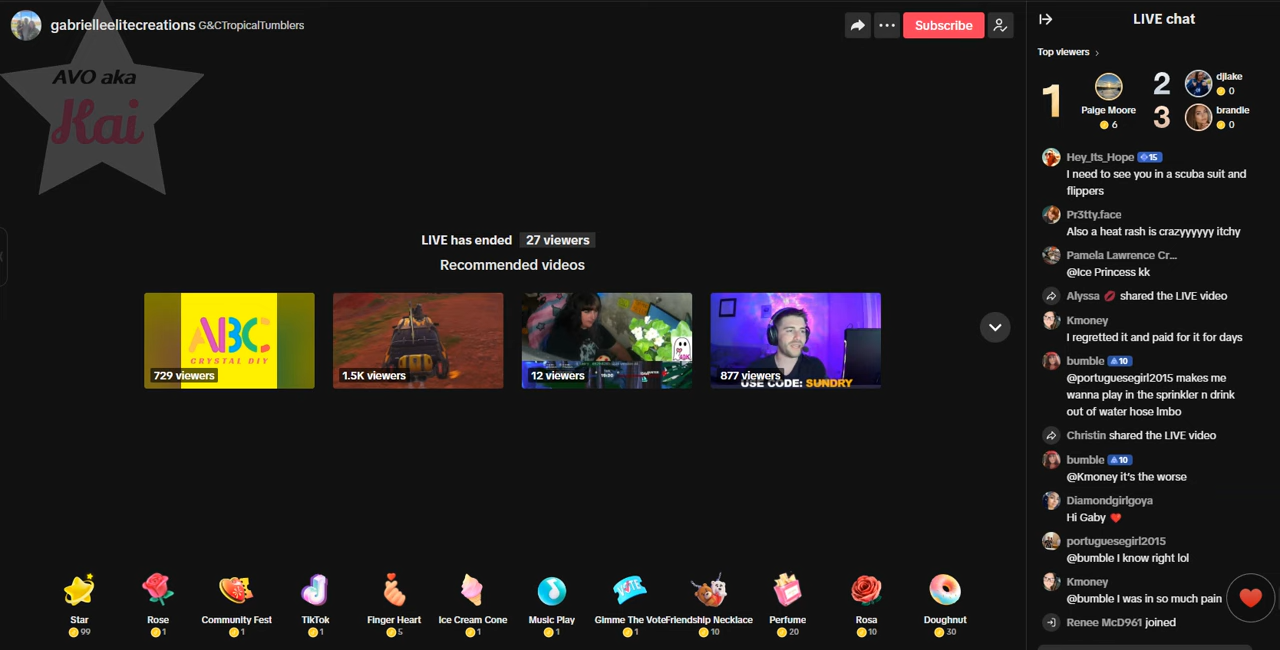 gabrielleelitecreations G&CTropicalTumblers
Subscribe
AVO aka
Kai
LIVE has ended 27 viewers
Recommended videos
ABC
CRYSTAL DIY
729 viewers
1.5K viewers
12 viewers
877 viewers
USE CODE: SUNDRY
Star
99
Rose
1
Community Fest
1
TikTok
1
Finger Heart
5
Ice Cream Cone
1
Music Play
1
Gimme The Vote
1
Friendship Necklace
10
Perfume
20
Rosa
10
Doughnut
30
LIVE chat
Top viewers
1
Paige Moore
6
2
djlake
0
3
brandie
0
Hey_Its_Hope 15
I need to see you in a scuba suit and
flippers
Pr3tty.face
Also a heat rash is crazyyyyyy itchy
Pamela Lawrence Cr...
@Ice Princess kk
Alyssa 💋 shared the LIVE video
Kmoney
I regretted it and paid for it for days
bumble 10
@portuguesegirl2015 makes me
wanna play in the sprinkler n drink
out of water hose lmbo
Christin shared the LIVE video
bumble 10
@Kmoney it's the worse
Diamondgirlgoya
Hi Gaby ❤️
portuguesegirl2015
@bumble I know right lol
Kmoney
@bumble I was in so much pain
Renee McD961 joined